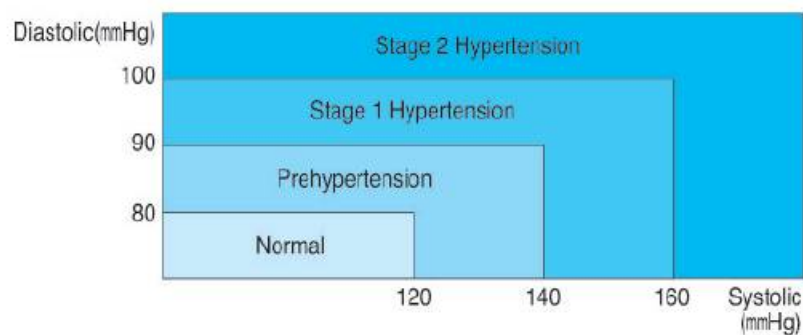 Diastolic(mmHg)
Stage 2 Hypertension
100
Stage 1 Hypertension
90
Prehypertension
80
Normal
120 140 160 Systolic
(mmHg)